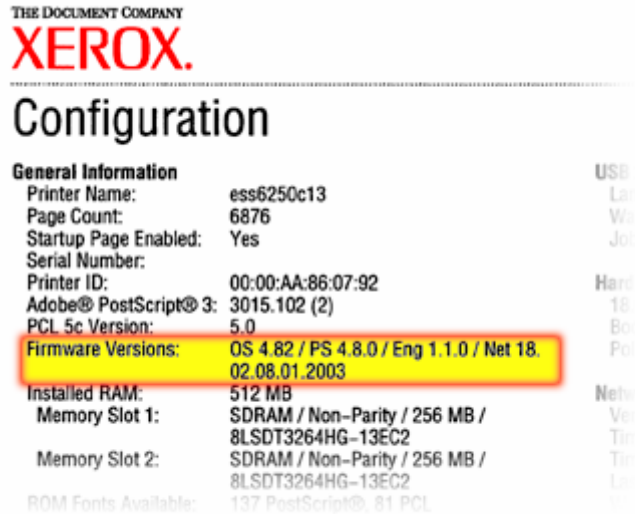 THE DOCUMENT COMPANY
XEROX.
Configuration
General Information
Printer Name: ess6250c13
Page Count: 6876
Startup Page Enabled: Yes
Serial Number:
Printer ID: 00:00:AA:86:07:92
Adobe® PostScript® 3: 3015.102 (2)
PCL 5c Version: 5.0
Firmware Versions: OS 4.82 / PS 4.8.0 / Eng 1.1.0 / Net 18.
02.08.01.2003
Installed RAM: 512 MB
Memory Slot 1: SDRAM / Non-Parity / 256 MB /
8LSDT3264HG-13EC2
Memory Slot 2: SDRAM / Non-Parity / 256 MB /
8LSDT3264HG-13EC2
ROM Fonts Available: 137 PostScript®, 81 PCL
USB